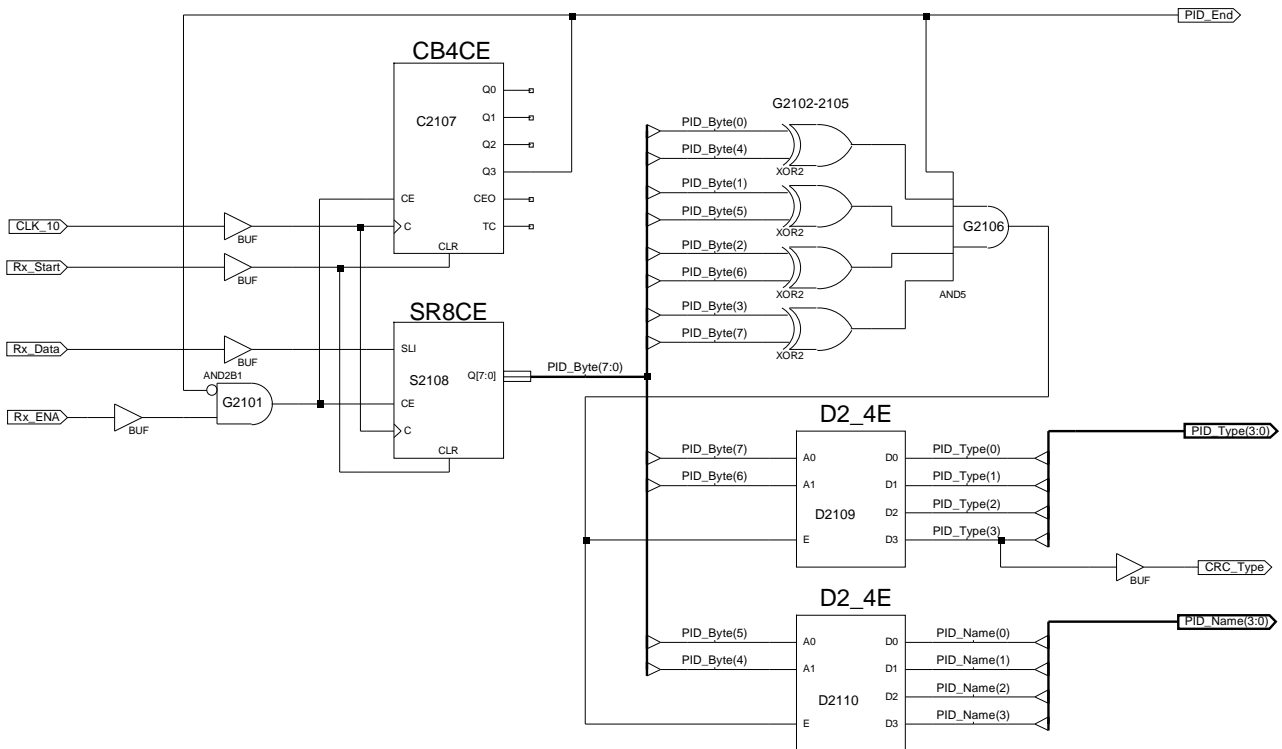 PID_End
CB4CE
Q0
C2107
Q1
Q2
Q3
CE
CEO
C
TC
CLR
CLK_10
BUF
Rx_Start
BUF
SR8CE
Rx_Data
BUF
SLI
S2108
Q[7:0]
PID_Byte(7:0)
AND2B1
G2101
CE
Rx_ENA
BUF
C
CLR
G2102-2105
PID_Byte(0)
PID_Byte(4)
XOR2
PID_Byte(1)
PID_Byte(5)
XOR2
PID_Byte(2)
PID_Byte(6)
XOR2
PID_Byte(3)
PID_Byte(7)
XOR2
G2106
AND5
D2_4E
PID_Byte(7)
A0
D0
PID_Type(0)
PID_Byte(6)
A1
D1
PID_Type(1)
D2109
D2
PID_Type(2)
E
D3
PID_Type(3)
PID_Type(3:0)
BUF
CRC_Type
D2_4E
PID_Byte(5)
A0
D0
PID_Name(0)
PID_Byte(4)
A1
D1
PID_Name(1)
D2110
D2
PID_Name(2)
E
D3
PID_Name(3)
PID_Name(3:0)